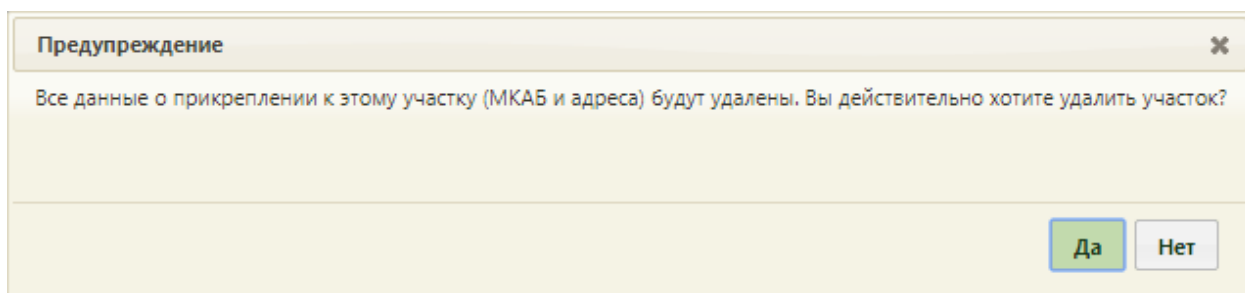 Предупреждение
Все данные о прикреплении к этому участку (МКАБ и адреса) будут удалены. Вы действительно хотите удалить участок?
Да Нет